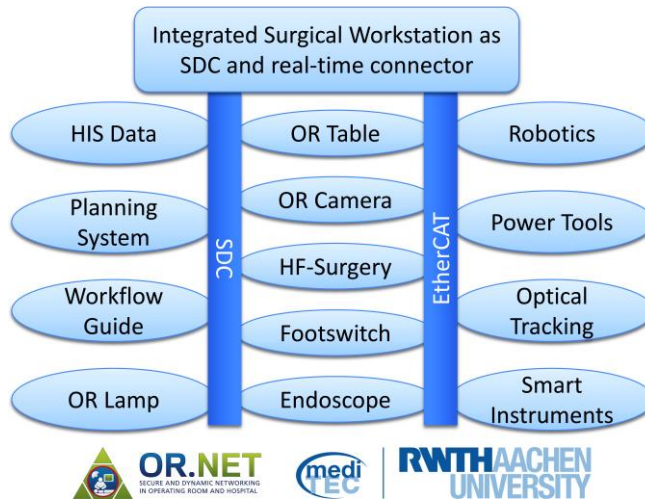 Integrated Surgical Workstation as
SDC and real-time connector
HIS Data
OR Table
Robotics
OR Camera
Planning
System
Power Tools
SDC
HF-Surgery
EtherCAT
Workflow
Guide
Optical
Tracking
Footswitch
OR Lamp
Endoscope
Smart
Instruments
OR.NET
SECURE AND DYNAMIC NETWORKING
IN OPERATING ROOM AND HOSPITAL
medi
TEC
RWTHAACHEN
UNIVERSITY